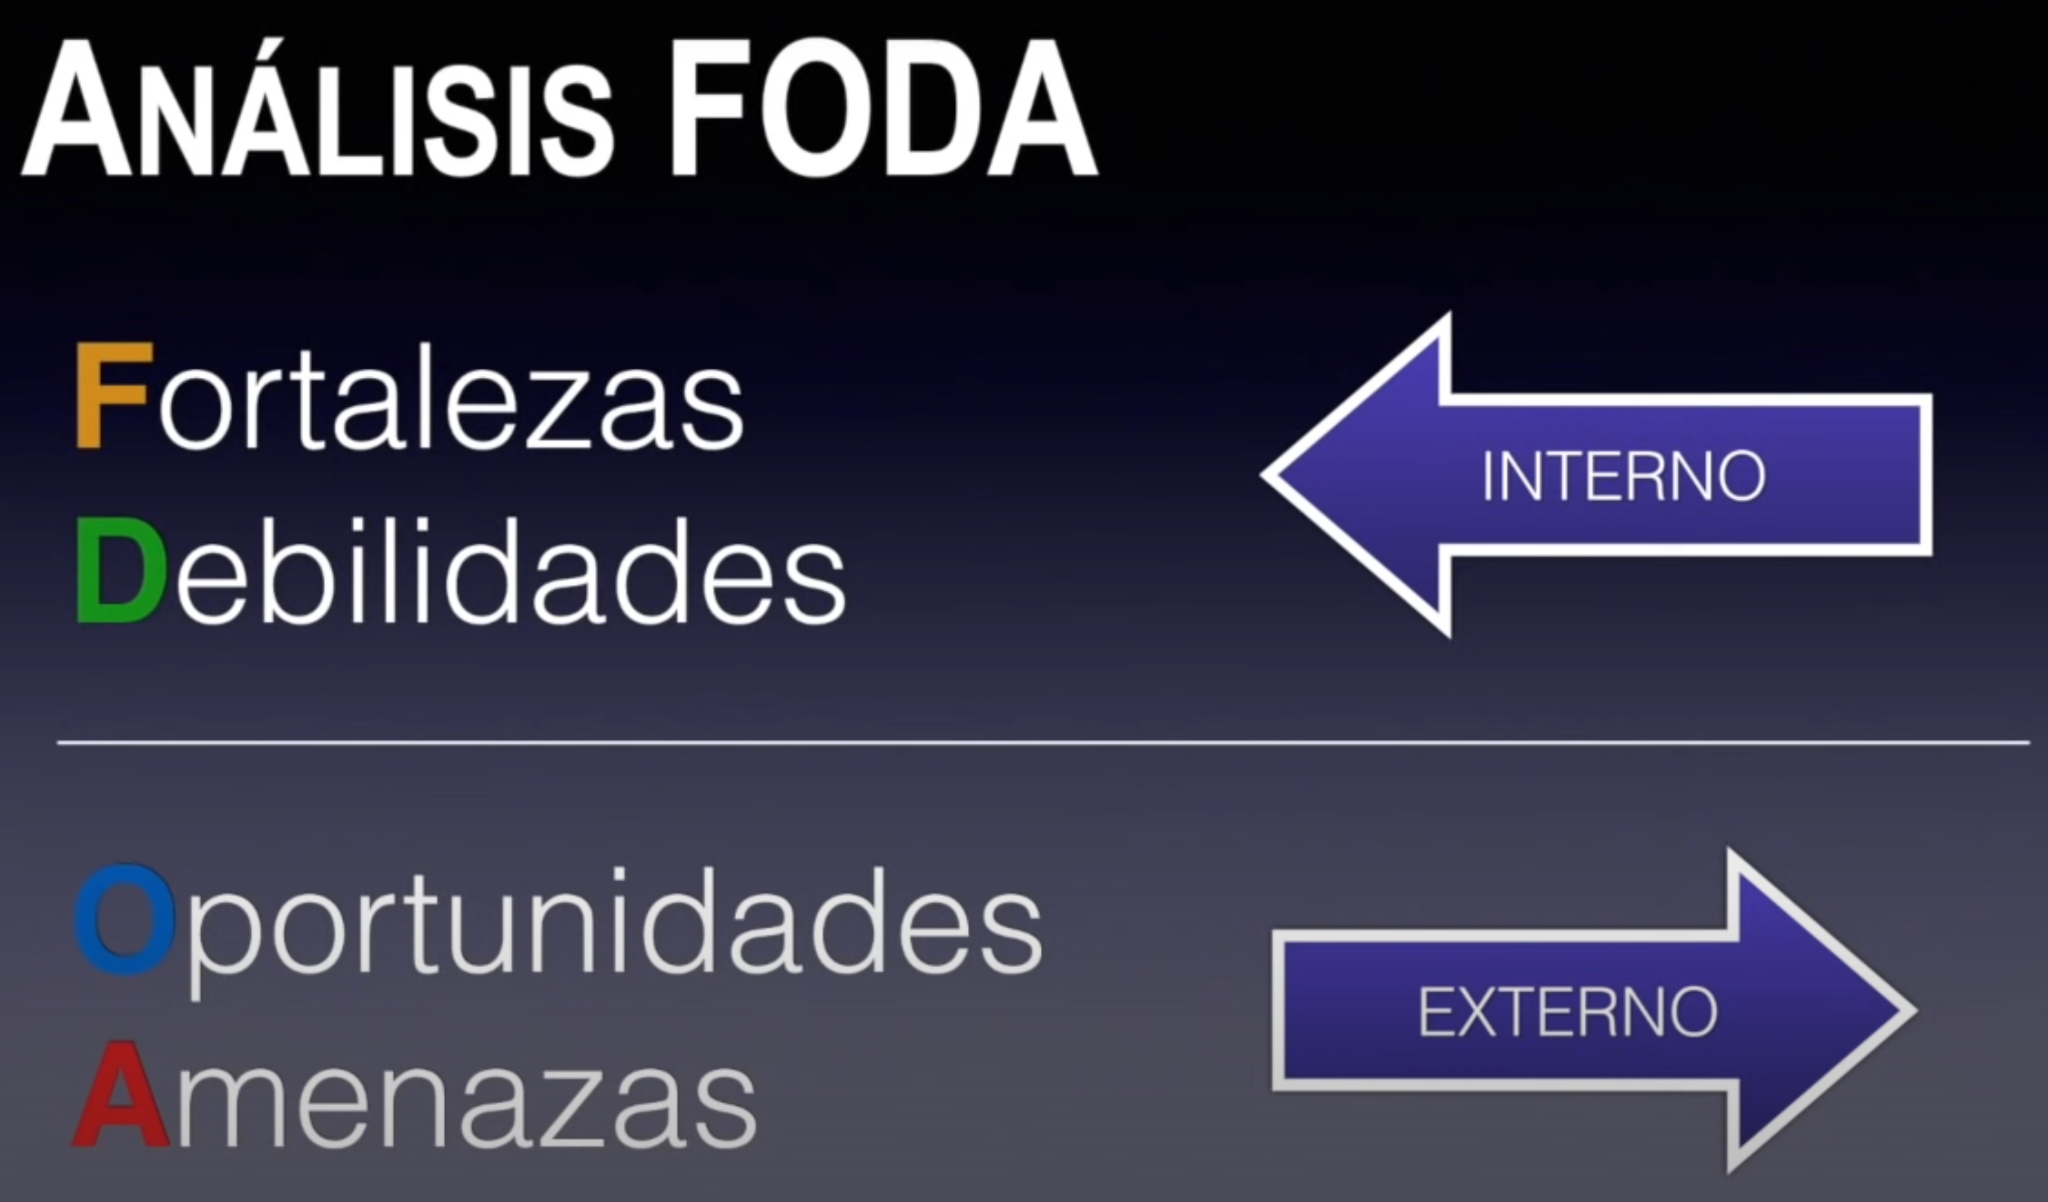 ANÁLISIS FODA
Fortalezas
Debilidades
INTERNO
Oportunidades
Amenazas
EXTERNO